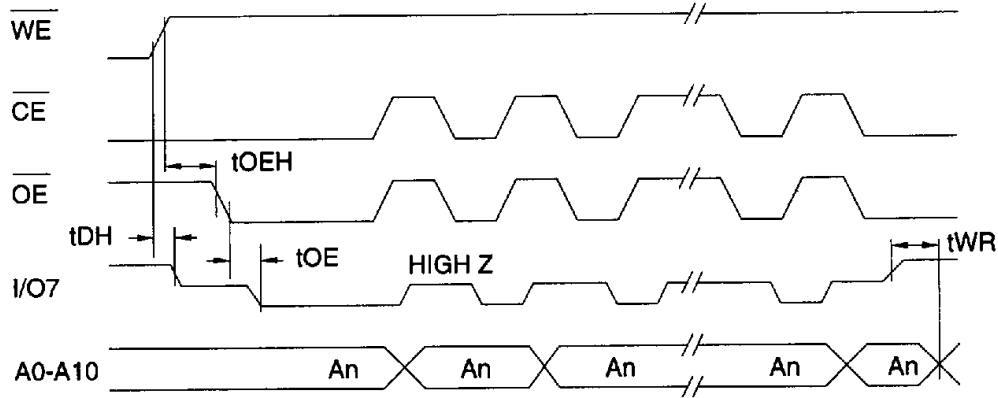 WE
CE
tOEH
OE
tDH
tOE
tWR
HIGH Z
I/O7
A0-A10 An An An An An